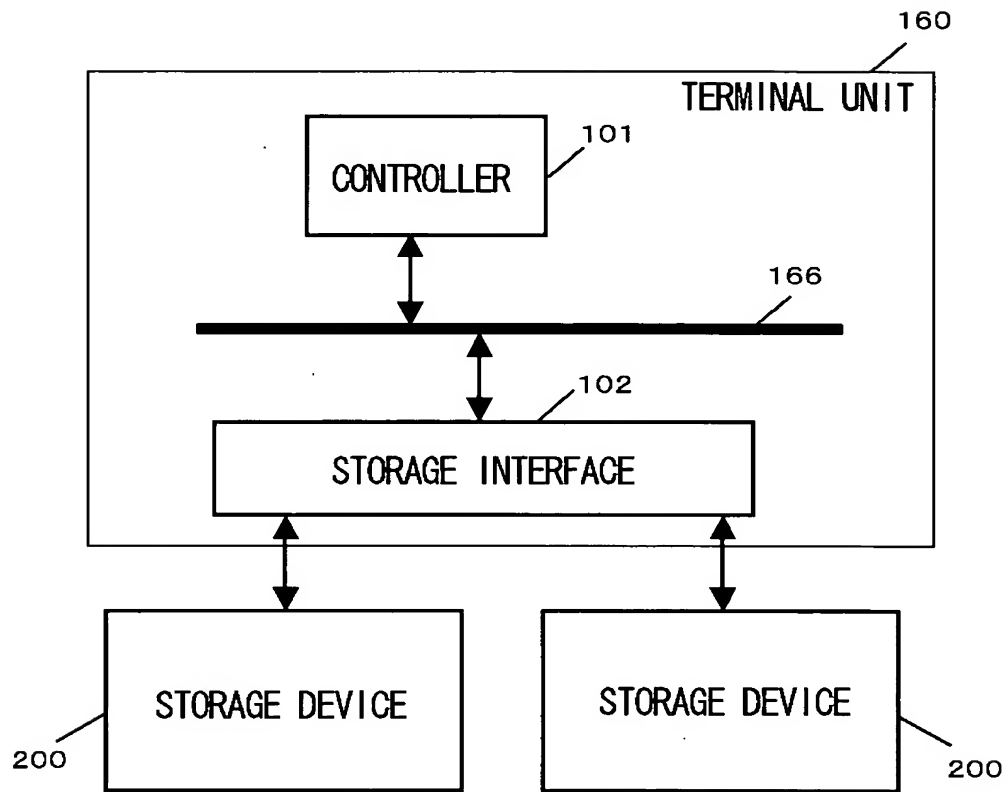 160
TERMINAL UNIT
101
CONTROLLER
166
102
STORAGE INTERFACE
STORAGE DEVICE
STORAGE DEVICE
200
200